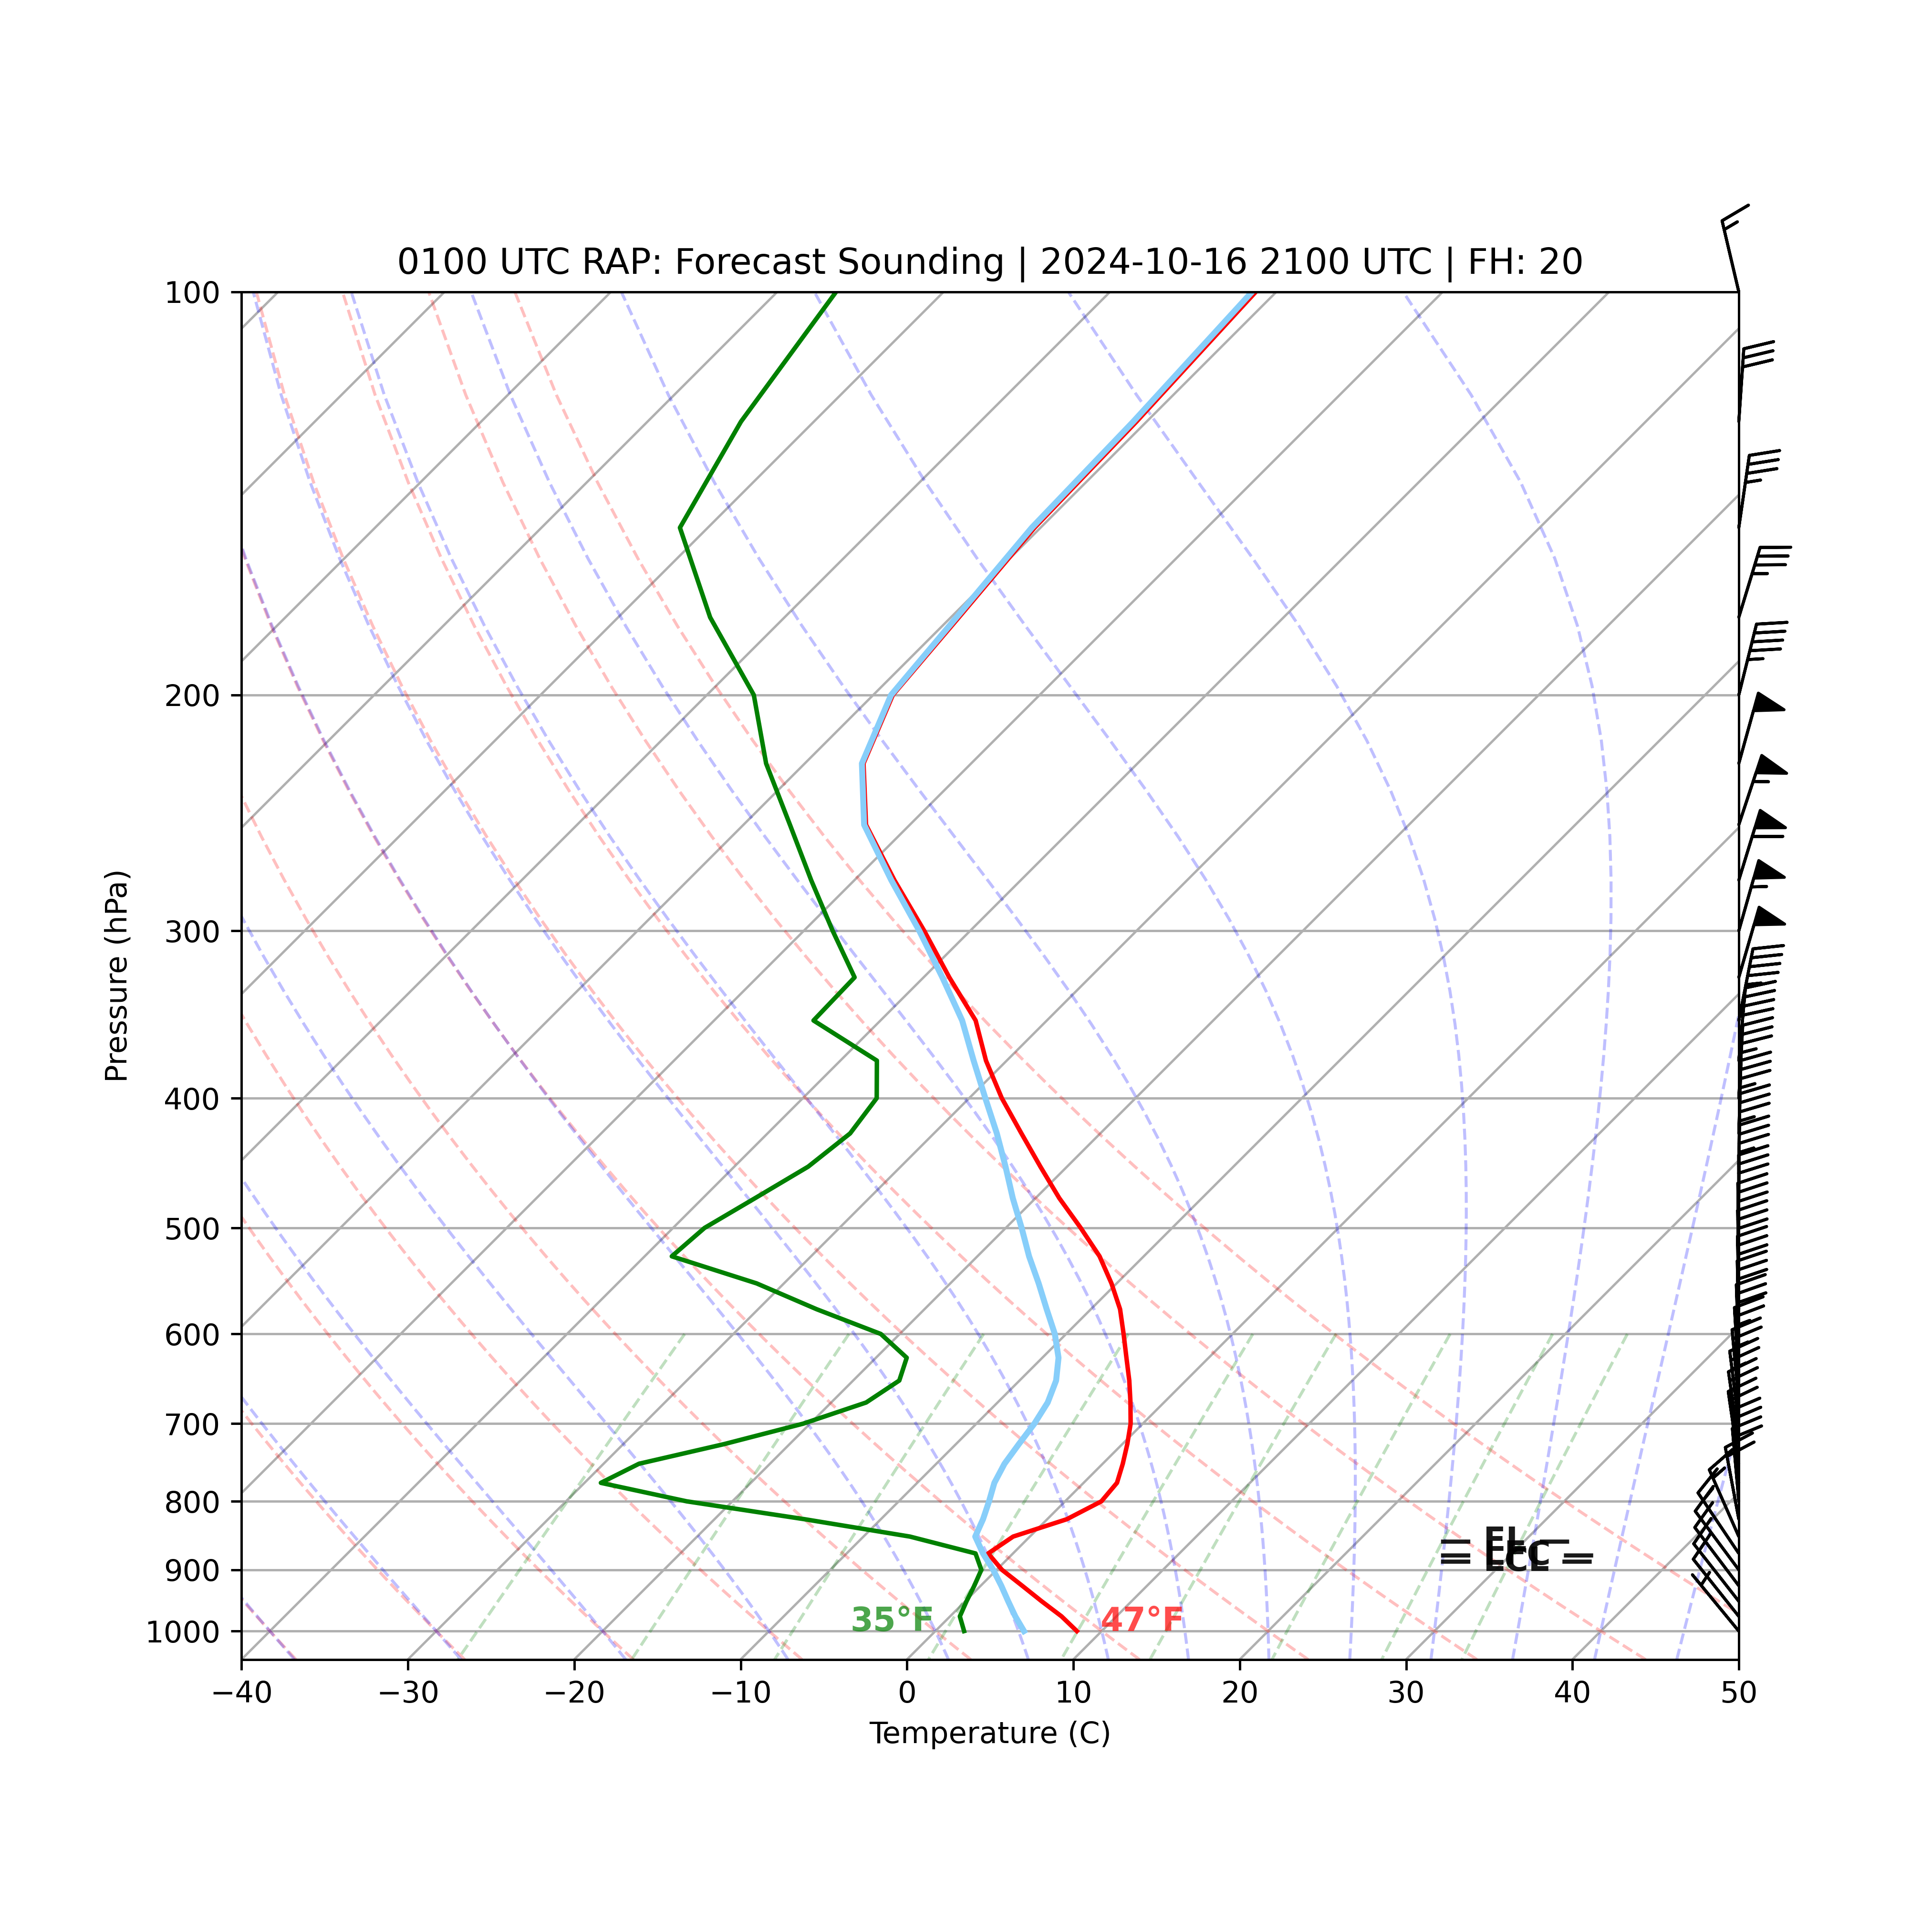 0100 UTC RAP: Forecast Sounding | 2024-10-16 2100 UTC | FH: 20
100
200
300
400
500
600
700
800
900
1000
Pressure (hPa)
— EL —
35°F
47°F
−40 −30 −20 −10 0 10 20 30 40 50
Temperature (C)